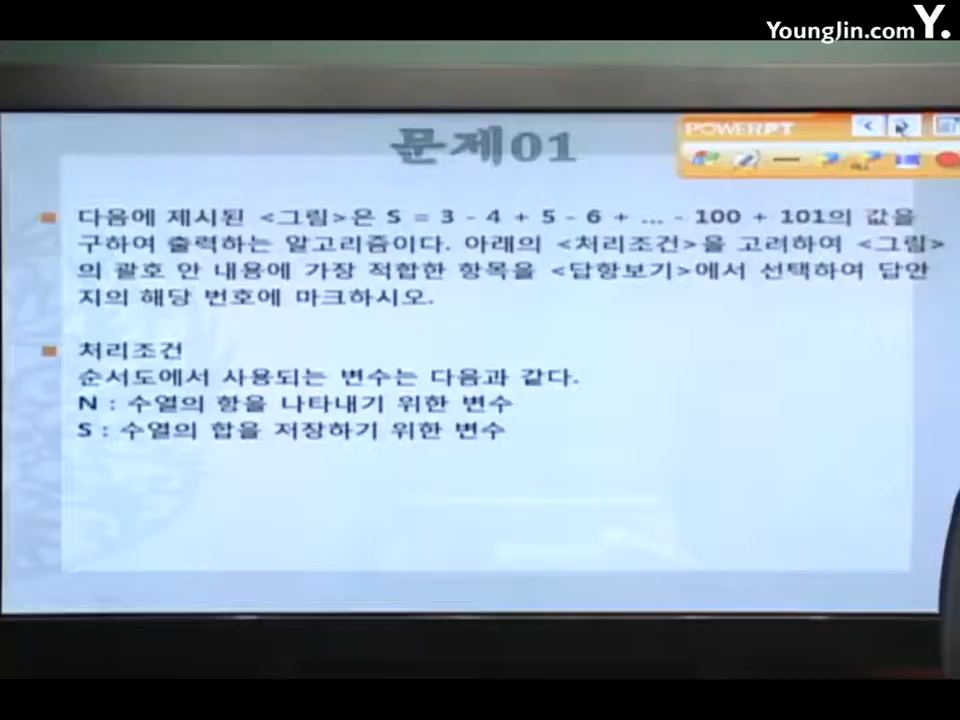 YoungJin.com Y.
문제01
POWERPT
다음에 제시된 <그림>은 S = 3 - 4 + 5 - 6 + ... - 100 + 101의 값을
구하여 출력하는 알고리즘이다. 아래의 <처리조건>을 고려하여 <그림>
의 괄호 안 내용에 가장 적합한 항목을 <답항보기>에서 선택하여 답안
지의 해당 번호에 마크하시오.
처리조건
순서도에서 사용되는 변수는 다음과 같다.
N : 수열의 항을 나타내기 위한 변수
S : 수열의 합을 저장하기 위한 변수